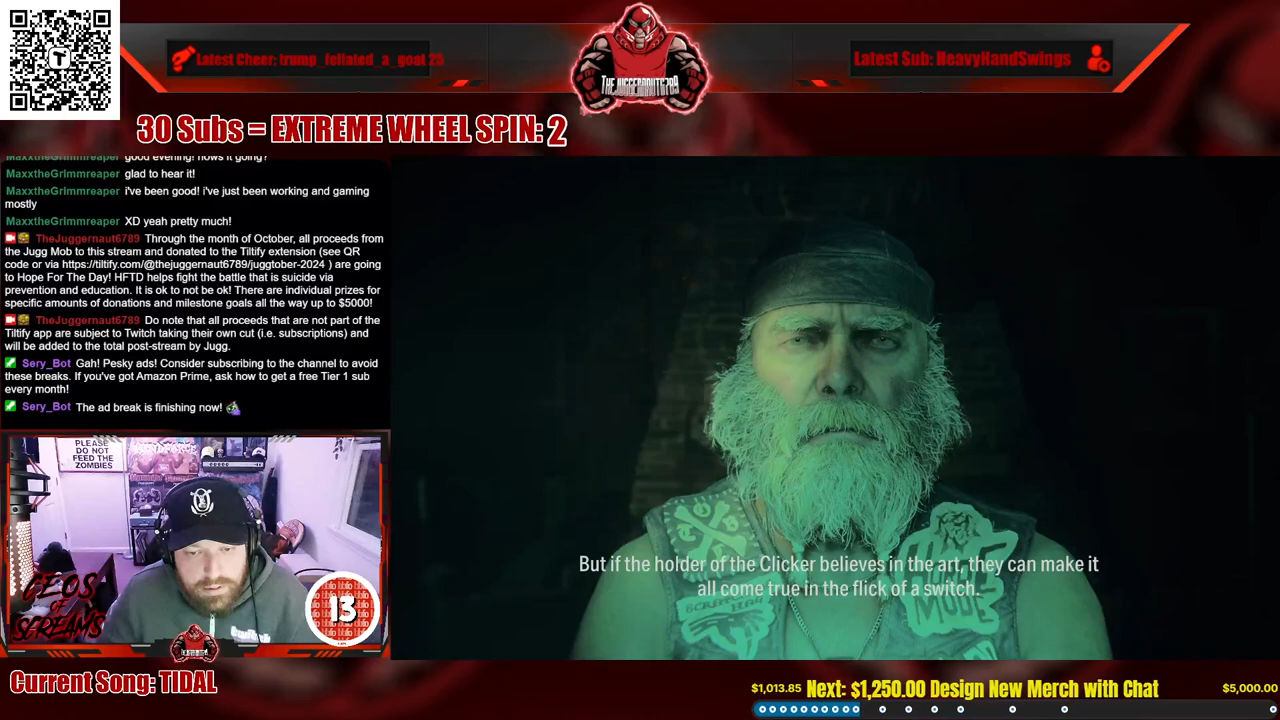 Latest Cheer: trump_fellated_a_goat 25
THEJUGGERNAUT6789
Latest Sub: HeavyHandSwings
30 Subs = EXTREME WHEEL SPIN: 2
MaxxtheGrimmreaper good evening! hows it going?
MaxxtheGrimmreaper glad to hear it!
MaxxtheGrimmreaper i've been good! i've just been working and gaming
mostly
MaxxtheGrimmreaper XD yeah pretty much!
TheJuggernaut6789 Through the month of October, all proceeds from
the Jugg Mob to this stream and donated to the Tiltify extension (see QR
code or via https://tiltify.com/@thejuggernaut6789/juggtober-2024 ) are going
to Hope For The Day! HFTD helps fight the battle that is suicide via
prevention and education. It is ok to not be ok! There are individual prizes for
specific amounts of donations and milestone goals all the way up to $5000!
TheJuggernaut6789 Do note that all proceeds that are not part of the
Tiltify app are subject to Twitch taking their own cut (i.e. subscriptions) and
will be added to the total post-stream by Jugg.
Sery_Bot Gah! Pesky ads! Consider subscribing to the channel to avoid
these breaks. If you've got Amazon Prime, ask how to get a free Tier 1 sub
every month!
Sery_Bot The ad break is finishing now!
But if the holder of the Clicker believes in the art, they can make it
all come true in the flick of a switch.
MODE
PLEASE
DO NOT
FEED THE
ZOMBIES
GEOS
OF
SCREAMS
13
twitch
Current Song: TIDAL
$1,013.85 Next: $1,250.00 Design New Merch with Chat $5,000.00